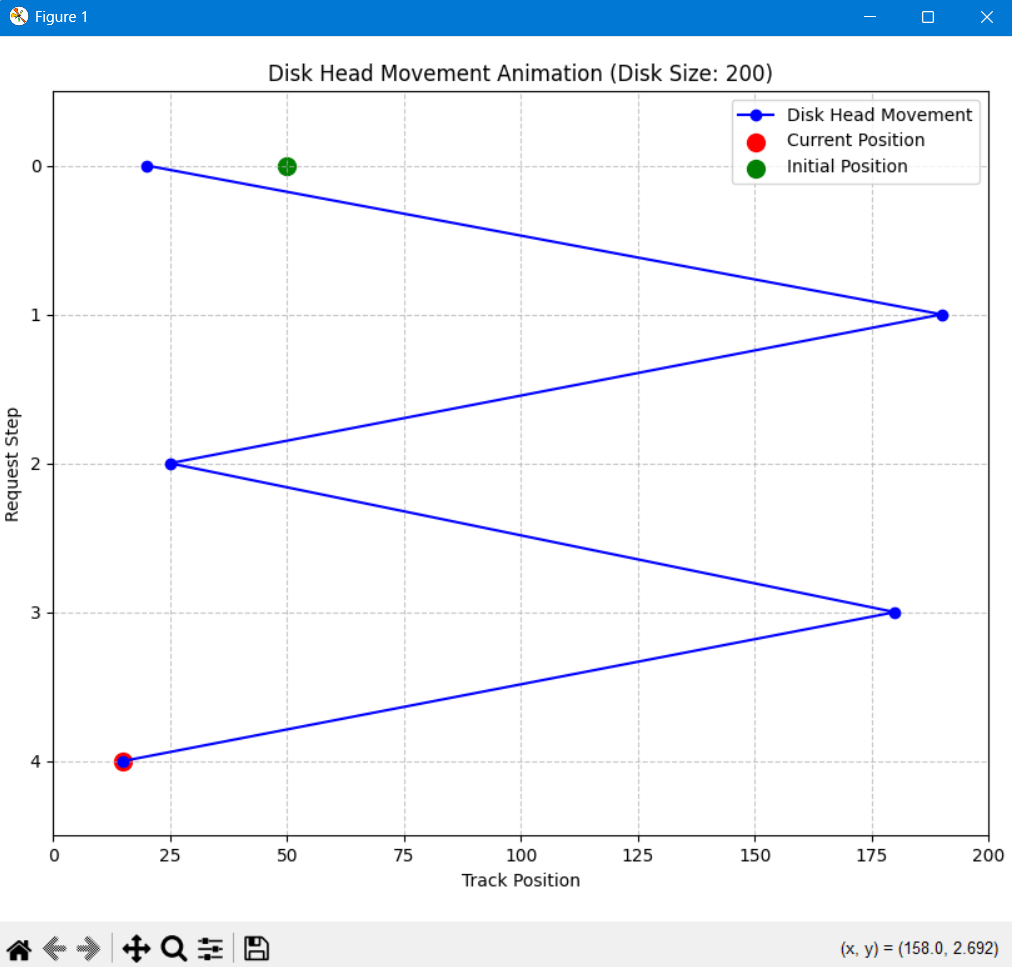 Figure 1
Disk Head Movement Animation (Disk Size: 200)
Disk Head Movement
Current Position
Initial Position
0
1
2
3
4
Request Step
0 25 50 75 100 125 150 175 200
Track Position
(x, y) = (158.0, 2.692)